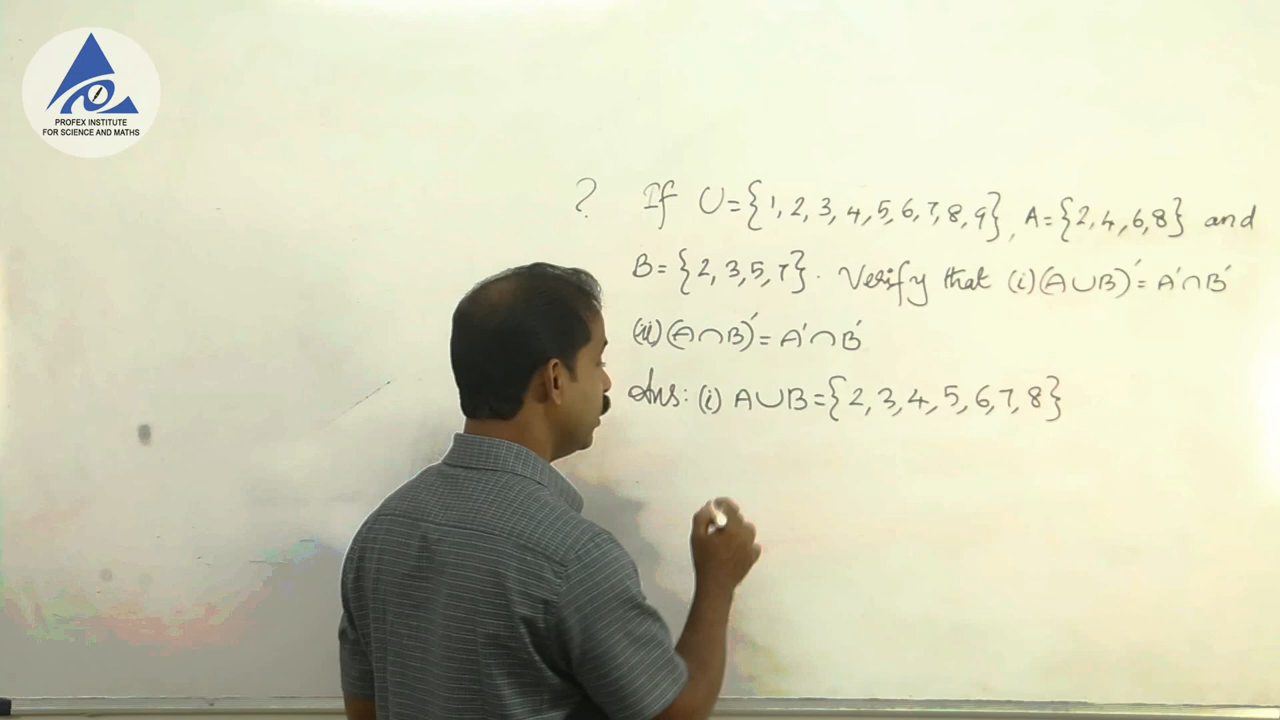 PROFEX INSTITUTE
FOR SCIENCE AND MATHS
? If U={1,2,3,4,5,6,7,8,9}, A={2,4,6,8} and
B={2,3,5,7}. Verify that (i)(A∪B)'=A'∩B'
(ii)(A∩B)'=A'∩B'
Ans: (i) A∪B={2,3,4,5,6,7,8}